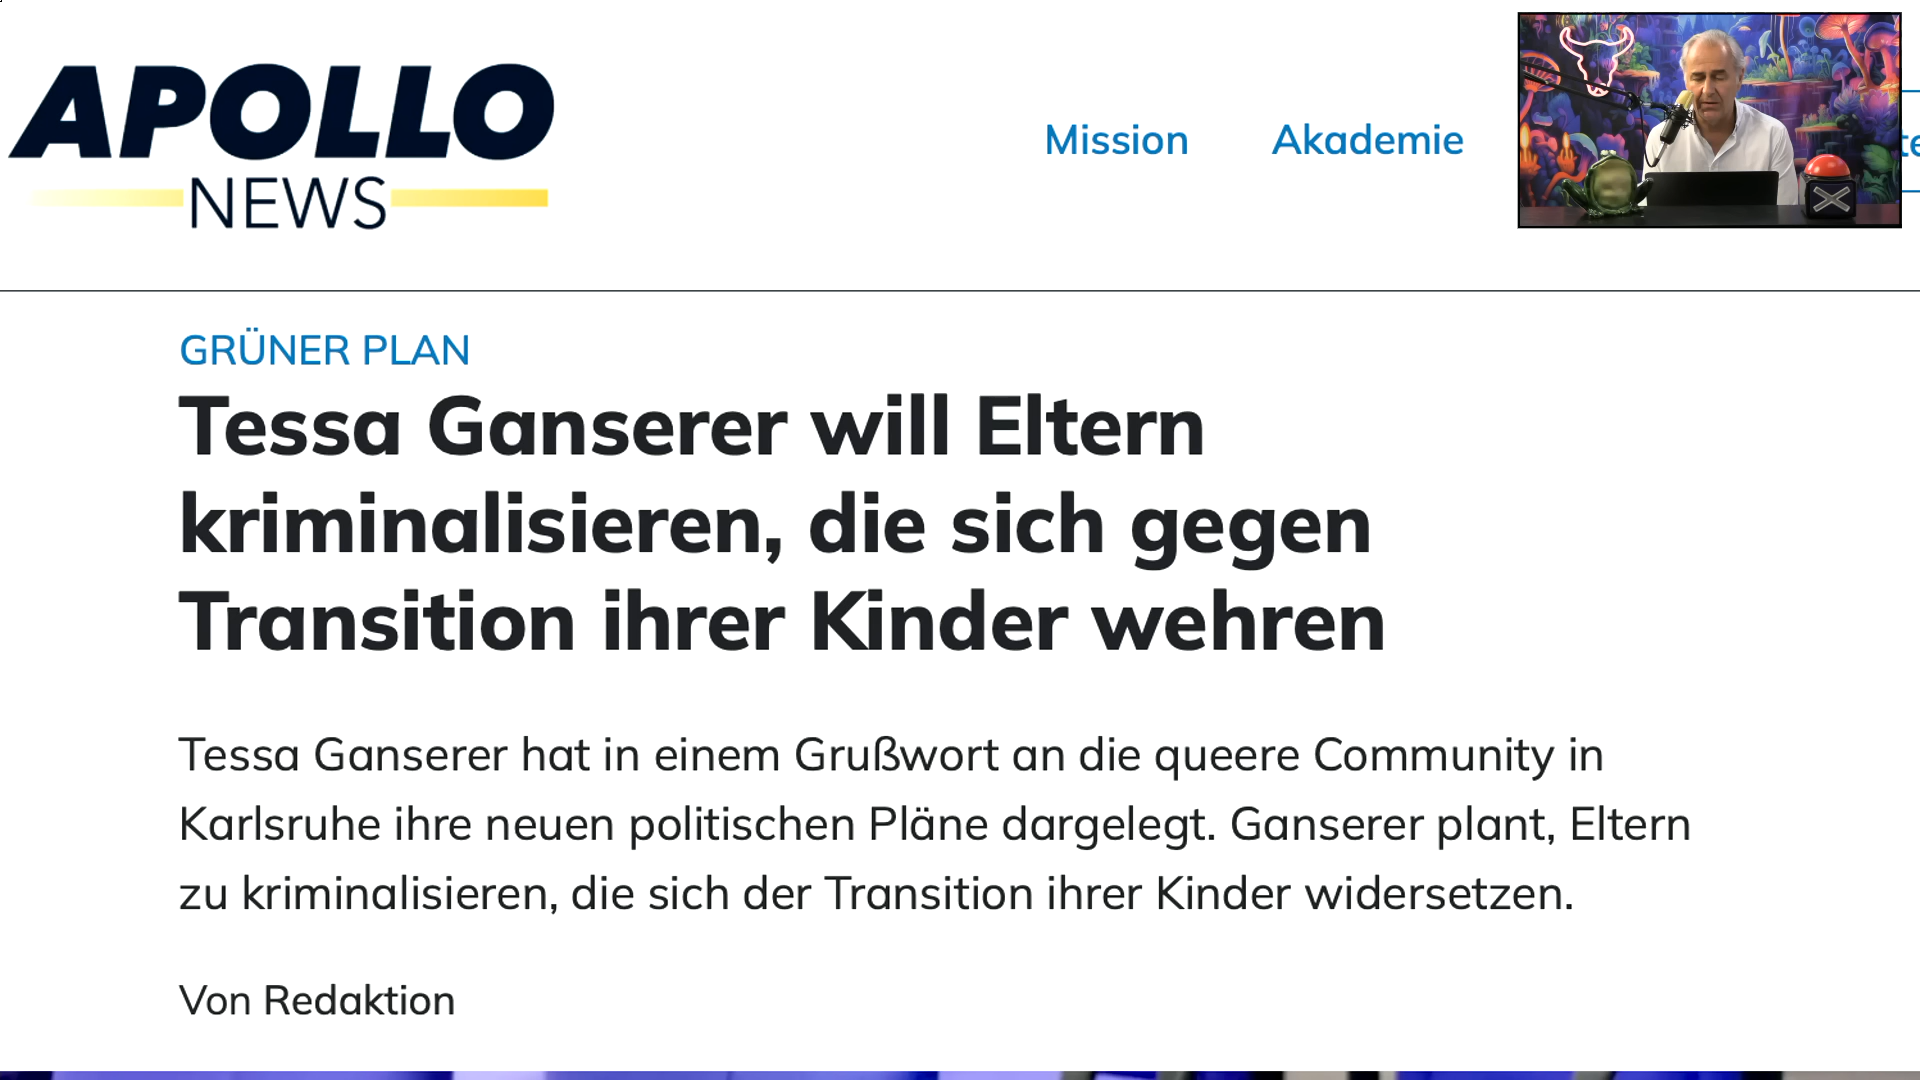 APOLLO
NEWS
Mission
Akademie
GRÜNER PLAN
Tessa Ganserer will Eltern
kriminalisieren, die sich gegen
Transition ihrer Kinder wehren
Tessa Ganserer hat in einem Grußwort an die queere Community in
Karlsruhe ihre neuen politischen Pläne dargelegt. Ganserer plant, Eltern
zu kriminalisieren, die sich der Transition ihrer Kinder widersetzen.
Von Redaktion